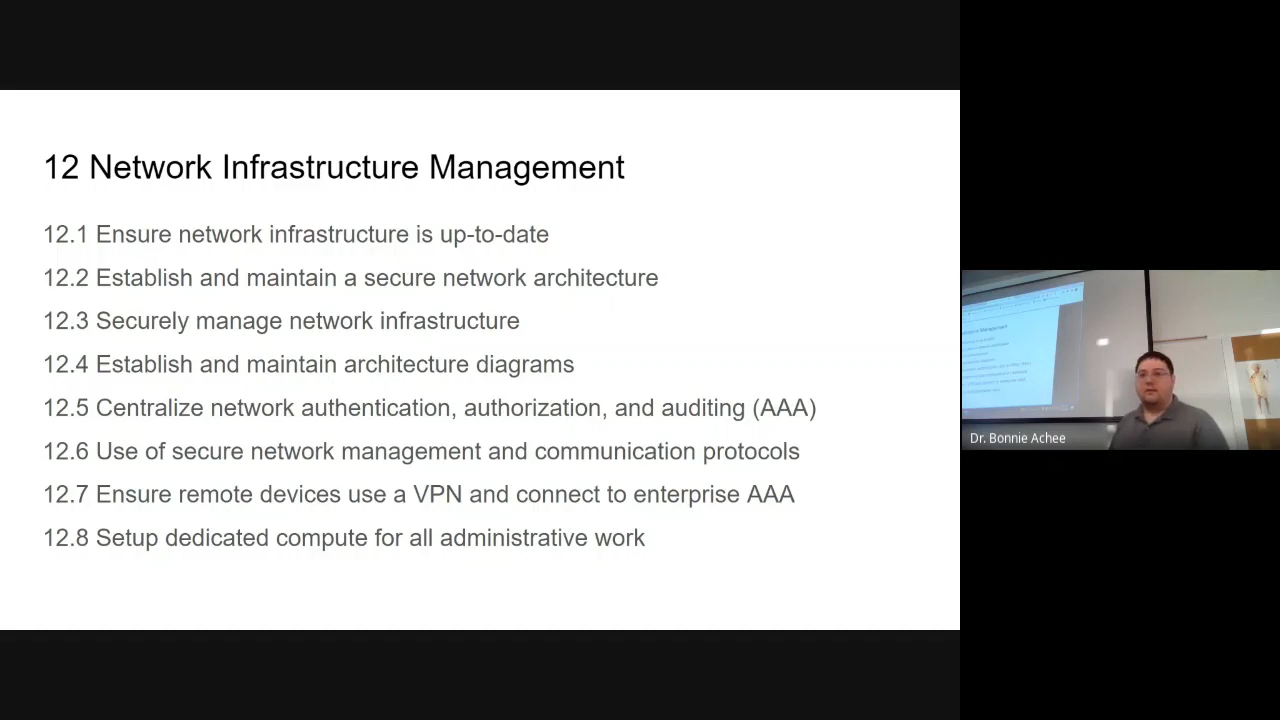 12 Network Infrastructure Management
12.1 Ensure network infrastructure is up-to-date
12.2 Establish and maintain a secure network architecture
12.3 Securely manage network infrastructure
12.4 Establish and maintain architecture diagrams
12.5 Centralize network authentication, authorization, and auditing (AAA)
12.6 Use of secure network management and communication protocols
12.7 Ensure remote devices use a VPN and connect to enterprise AAA
12.8 Setup dedicated compute for all administrative work
Dr. Bonnie Achee